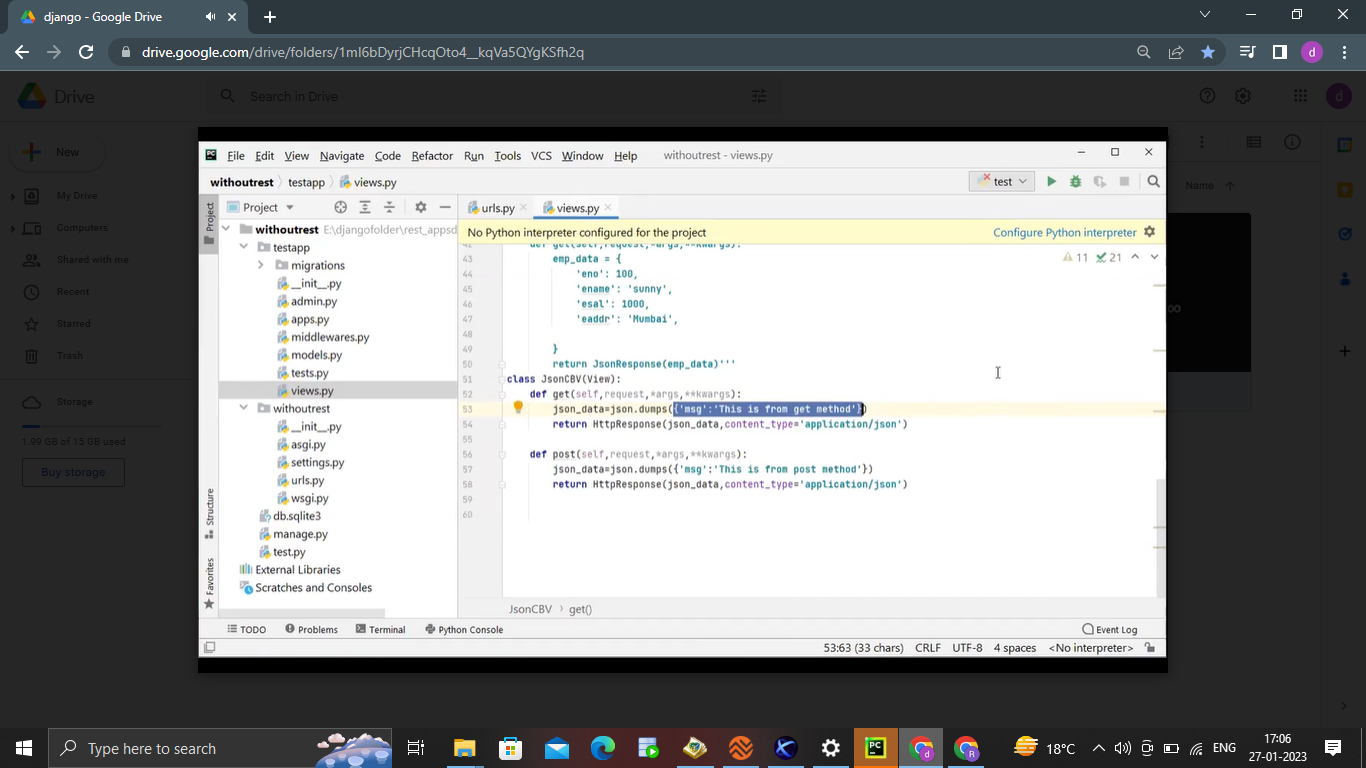 django - Google Drive
drive.google.com/drive/folders/1ml6bDyrjCHcqOto4__kqVa5QYgKSfh2q
d
Drive
Search in Drive
d
New
My Drive
Computers
Shared with me
Recent
Starred
Trash
Storage
1.99 GB of 15 GB used
Buy storage
Name
00
File Edit View Navigate Code Refactor Run Tools VCS Window Help withoutrest - views.py
withoutrest testapp views.py
test
Project
Project
urls.py views.py
No Python interpreter configured for the project
Configure Python interpreter
withoutrest E:\djangofolder\rest_appsd
testapp
migrations
__init__.py
admin.py
apps.py
middlewares.py
models.py
tests.py
views.py
withoutrest
__init__.py
asgi.py
settings.py
urls.py
wsgi.py
db.sqlite3
manage.py
test.py
External Libraries
Scratches and Consoles
Structure
Favorites
11 21
42 def get(self,request,*args,**kwargs):
43 emp_data = {
44 'eno': 100,
45 'ename': 'sunny',
46 'esal': 1000,
47 'eaddr': 'Mumbai',
48
49 }
50 return JsonResponse(emp_data)'''
51 class JsonCBV(View):
52 def get(self,request,*args,**kwargs):
53 json_data=json.dumps({'msg':'This is from get method'})
54 return HttpResponse(json_data,content_type='application/json')
55
56 def post(self,request,*args,**kwargs):
57 json_data=json.dumps({'msg':'This is from post method'})
58 return HttpResponse(json_data,content_type='application/json')
59
60
JsonCBV get()
TODO Problems Terminal Python Console Event Log
53:63 (33 chars) CRLF UTF-8 4 spaces <No interpreter>
Type here to search
PC
d
R
18°C
ENG
17:06
27-01-2023